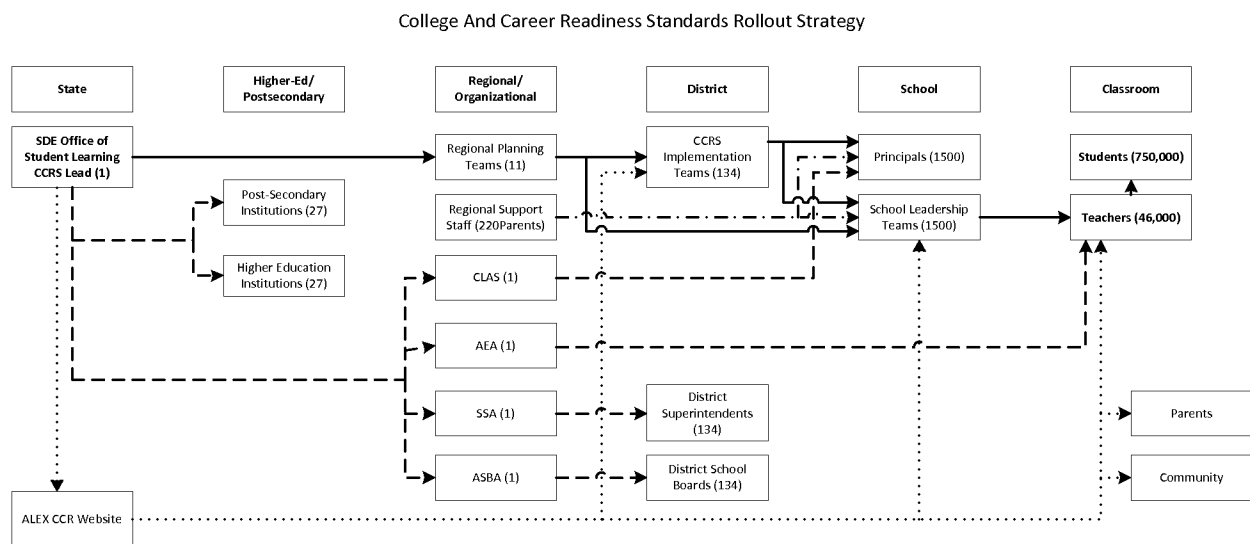 College And Career Readiness Standards Rollout Strategy
State
Higher-Ed/
Postsecondary
Regional/
Organizational
District
School
Classroom
SDE Office of
Student Learning
CCRS Lead (1)
Regional Planning
Teams (11)
CCRS
Implementation
Teams (134)
Principals (1500)
Students (750,000)
Post-Secondary
Institutions (27)
Regional Support
Staff (220Parents)
School Leadership
Teams (1500)
Teachers (46,000)
Higher Education
Institutions (27)
CLAS (1)
AEA (1)
SSA (1)
District
Superintendents
(134)
Parents
ASBA (1)
District School
Boards (134)
Community
ALEX CCR Website